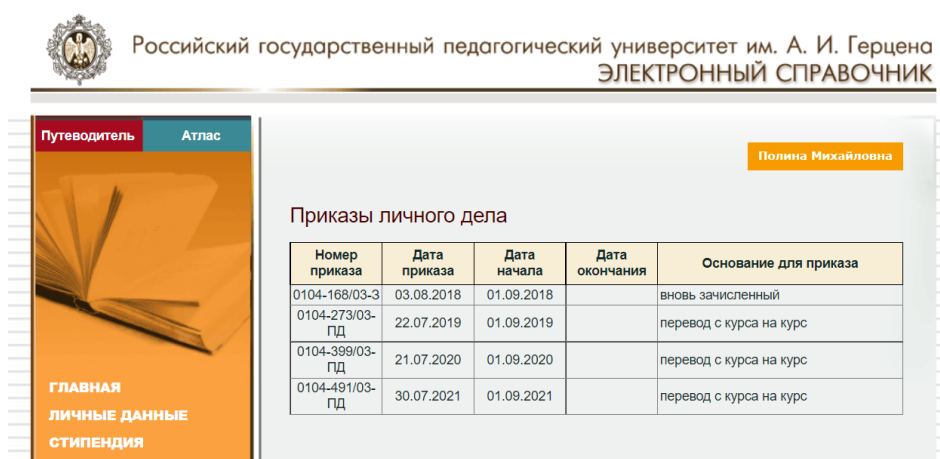 Российский государственный педагогический университет им. А. И. Герцена
ЭЛЕКТРОННЫЙ СПРАВОЧНИК
Путеводитель Атлас
Полина Михайловна
Приказы личного дела
Номер приказа Дата приказа Дата начала Дата окончания Основание для приказа
0104-168/03-З 03.08.2018 01.09.2018 вновь зачисленный
0104-273/03-ПД 22.07.2019 01.09.2019 перевод с курса на курс
0104-399/03-ПД 21.07.2020 01.09.2020 перевод с курса на курс
0104-491/03-ПД 30.07.2021 01.09.2021 перевод с курса на курс
ГЛАВНАЯ
ЛИЧНЫЕ ДАННЫЕ
СТИПЕНДИЯ